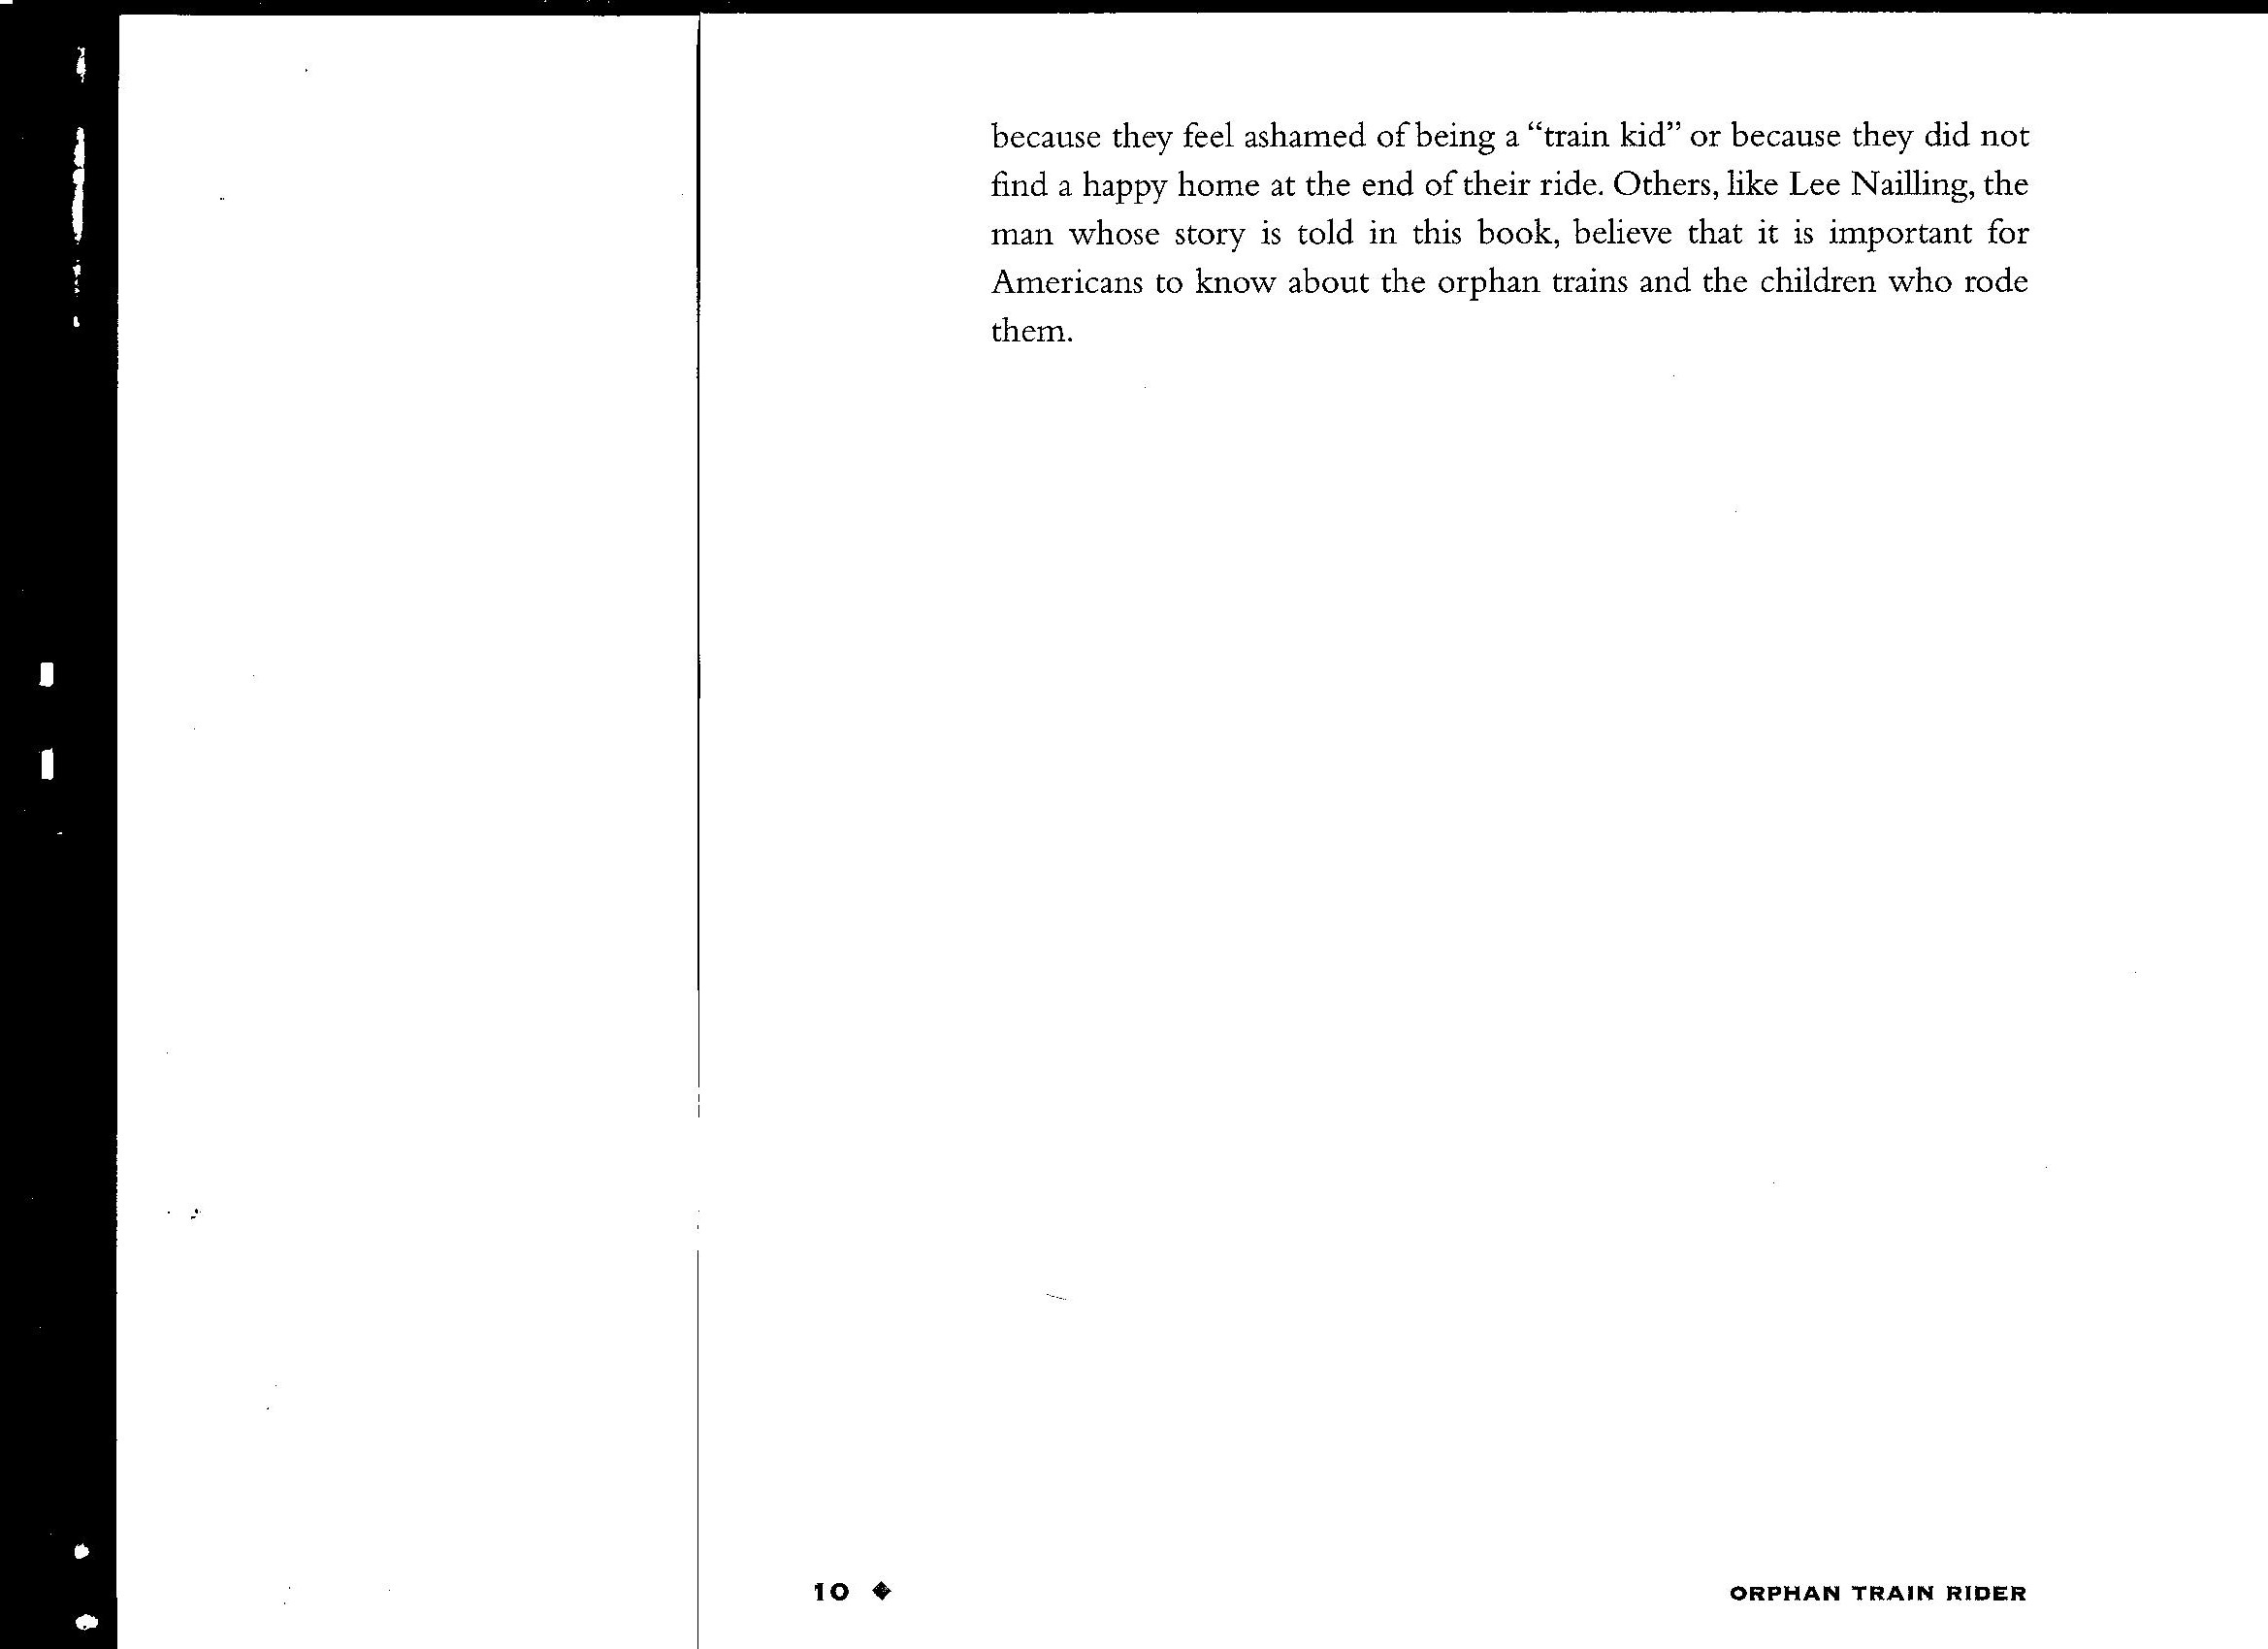 because they feel ashamed of being a “train kid” or because they did not
find a happy home at the end of their ride. Others, like Lee Nailling, the
man whose story is told in this book, believe that it is important for
Americans to know about the orphan trains and the children who rode
them.
10 ◆ ORPHAN TRAIN RIDER